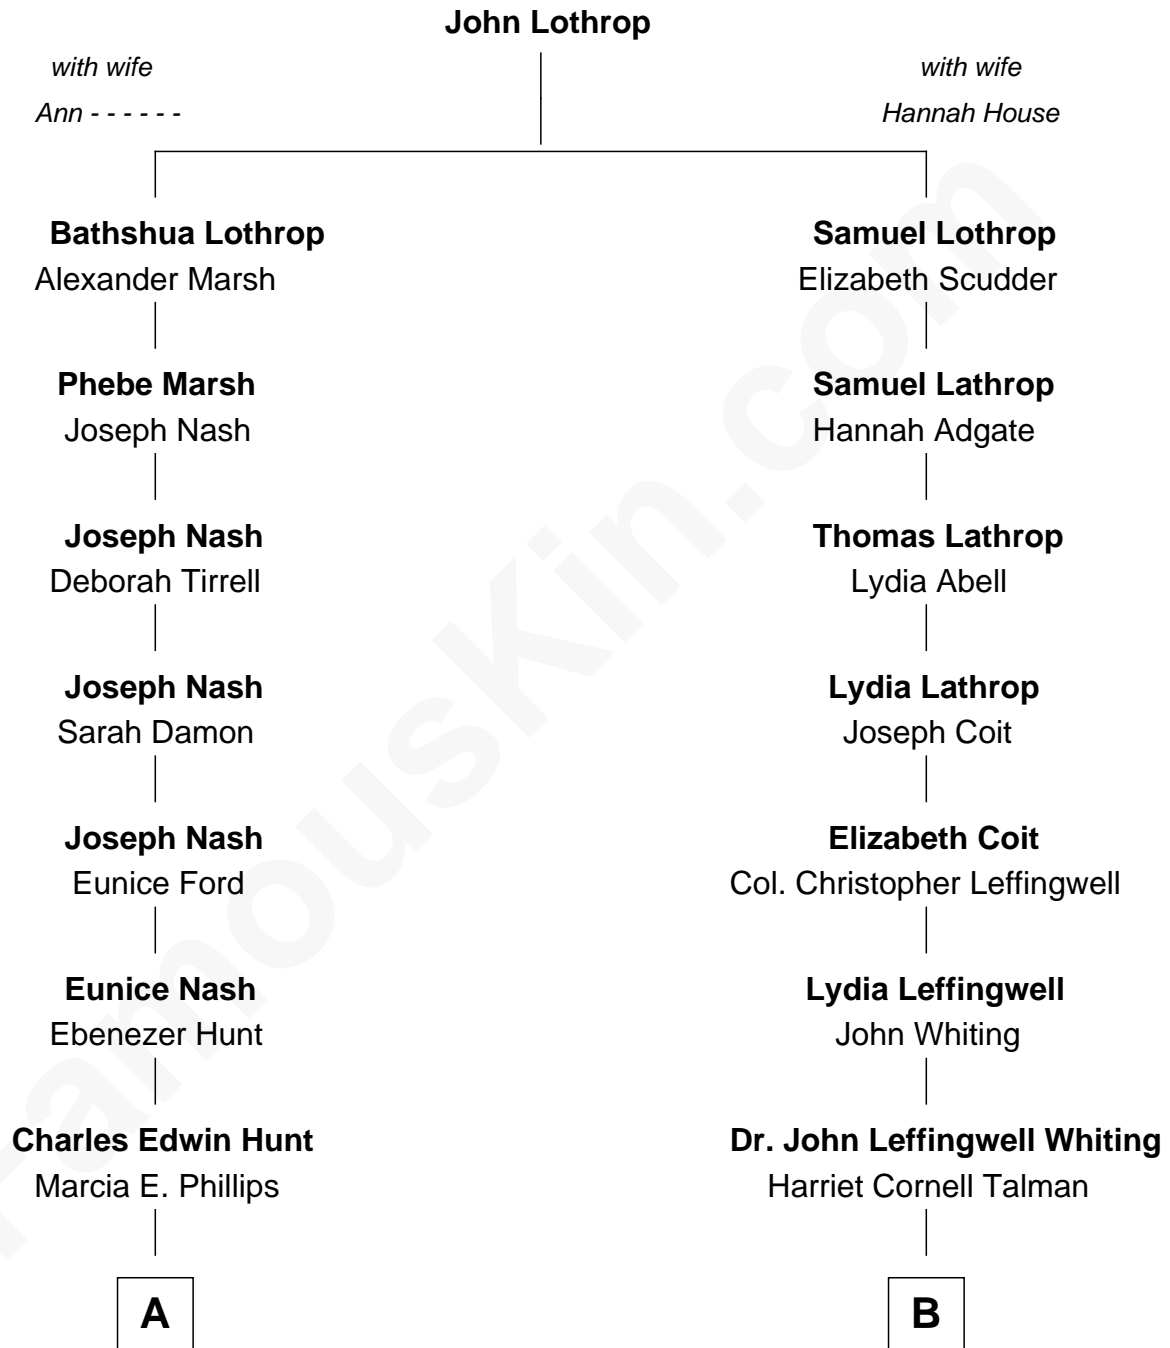 John Lothrop
with wife
Ann - - - - - -
with wife
Hannah House
Bathshua Lothrop
Alexander Marsh
Samuel Lothrop
Elizabeth Scudder
Phebe Marsh
Joseph Nash
Samuel Lathrop
Hannah Adgate
Joseph Nash
Deborah Tirrell
Thomas Lathrop
Lydia Abell
Joseph Nash
Sarah Damon
Lydia Lathrop
Joseph Coit
Joseph Nash
Eunice Ford
Elizabeth Coit
Col. Christopher Leffingwell
Eunice Nash
Ebenezer Hunt
Lydia Leffingwell
John Whiting
Charles Edwin Hunt
Marcia E. Phillips
Dr. John Leffingwell Whiting
Harriet Cornell Talman
A
B
FamousKin.com